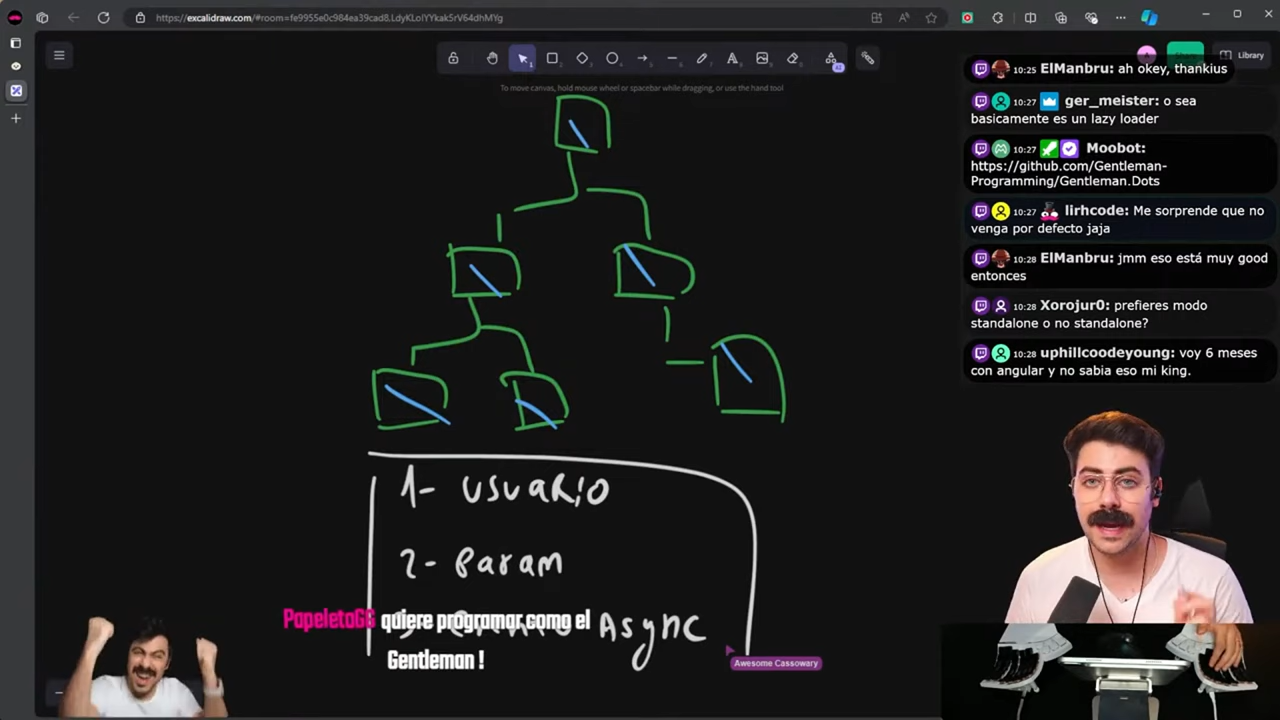 https://excalidraw.com/#room=fe9955e0c984ea39cad8,LdyKLoIYYkak5rV64dhMYg
Library
To move canvas, hold mouse wheel or spacebar while dragging, or use the hand tool
10:25 ElManbru: ah okey, thankius
10:27 ger_meister: o sea
basicamente es un lazy loader
10:27 Moobot:
https://github.com/Gentleman-
Programming/Gentleman.Dots
10:27 lirhcode: Me sorprende que no
venga por defecto jaja
10:28 ElManbru: jmm eso está muy good
entonces
10:28 Xorojur0: prefieres modo
standalone o no standalone?
10:28 uphillcoodeyoung: voy 6 meses
con angular y no sabia eso mi king.
1- USUARIO
2- Param
Async
PapeletoGG quiere programar como el
Gentleman !
Awesome Cassowary